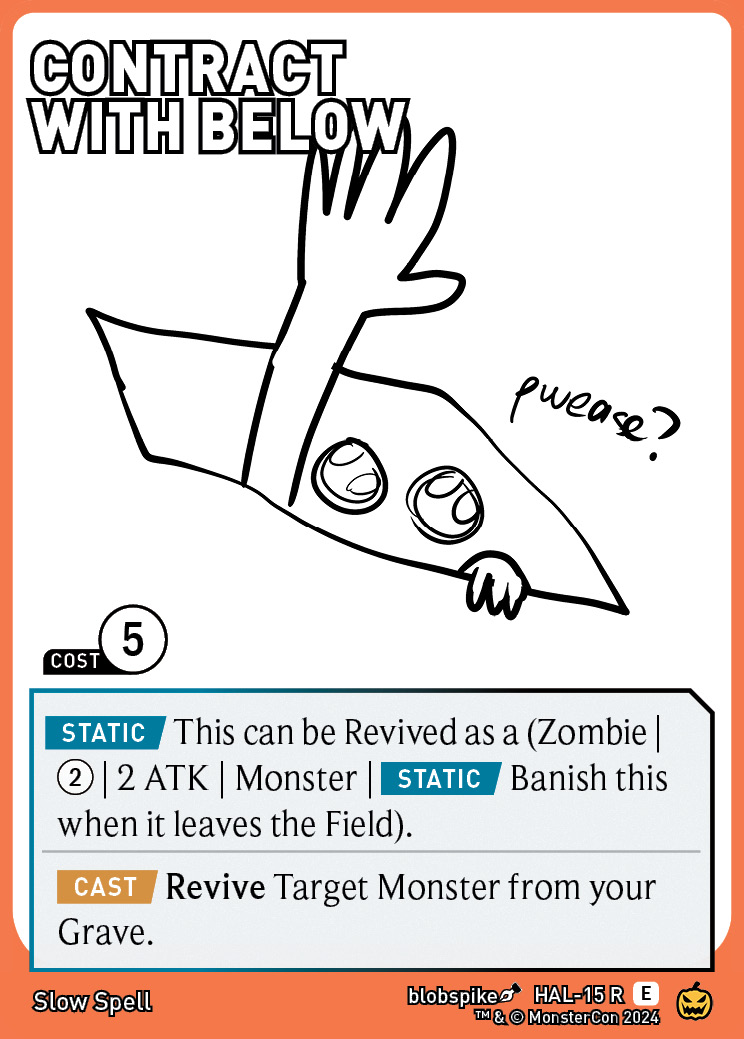 CONTRACT
WITH BELOW
pwease?
COST 5
STATIC This can be Revived as a (Zombie |
2 | 2 ATK | Monster | STATIC Banish this
when it leaves the Field).
CAST Revive Target Monster from your
Grave.
Slow Spell
blobspike HAL-15 R E
™ & © MonsterCon 2024